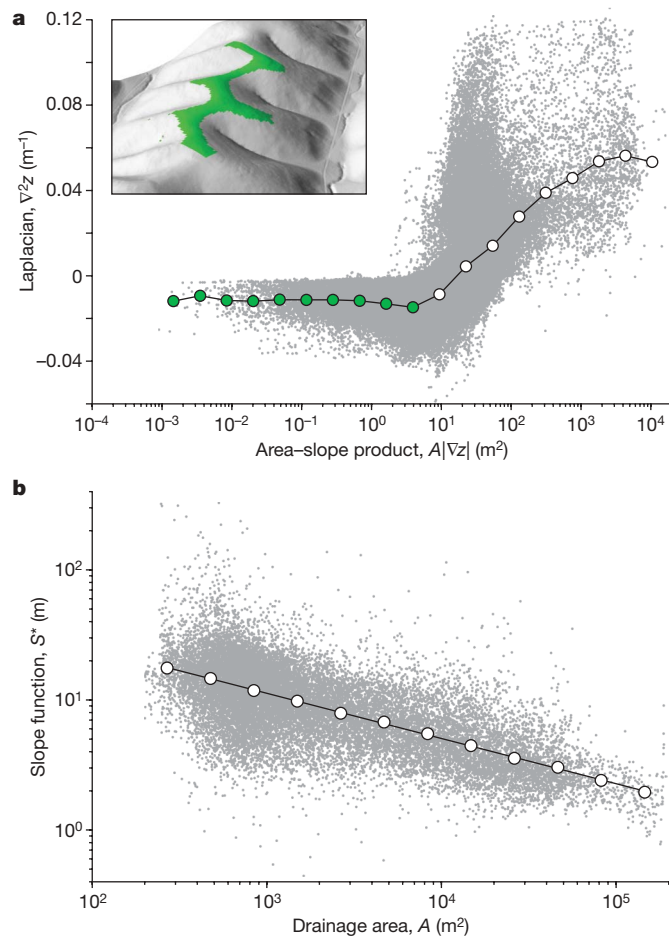 a
0.12
0.08
0.04
0
–0.04
Laplacian, ∇²z (m⁻¹)
10⁻⁴ 10⁻³ 10⁻² 10⁻¹ 10⁰ 10¹ 10² 10³ 10⁴
Area–slope product, A|∇z| (m²)
b
10²
10¹
10⁰
Slope function, S* (m)
10² 10³ 10⁴ 10⁵
Drainage area, A (m²)